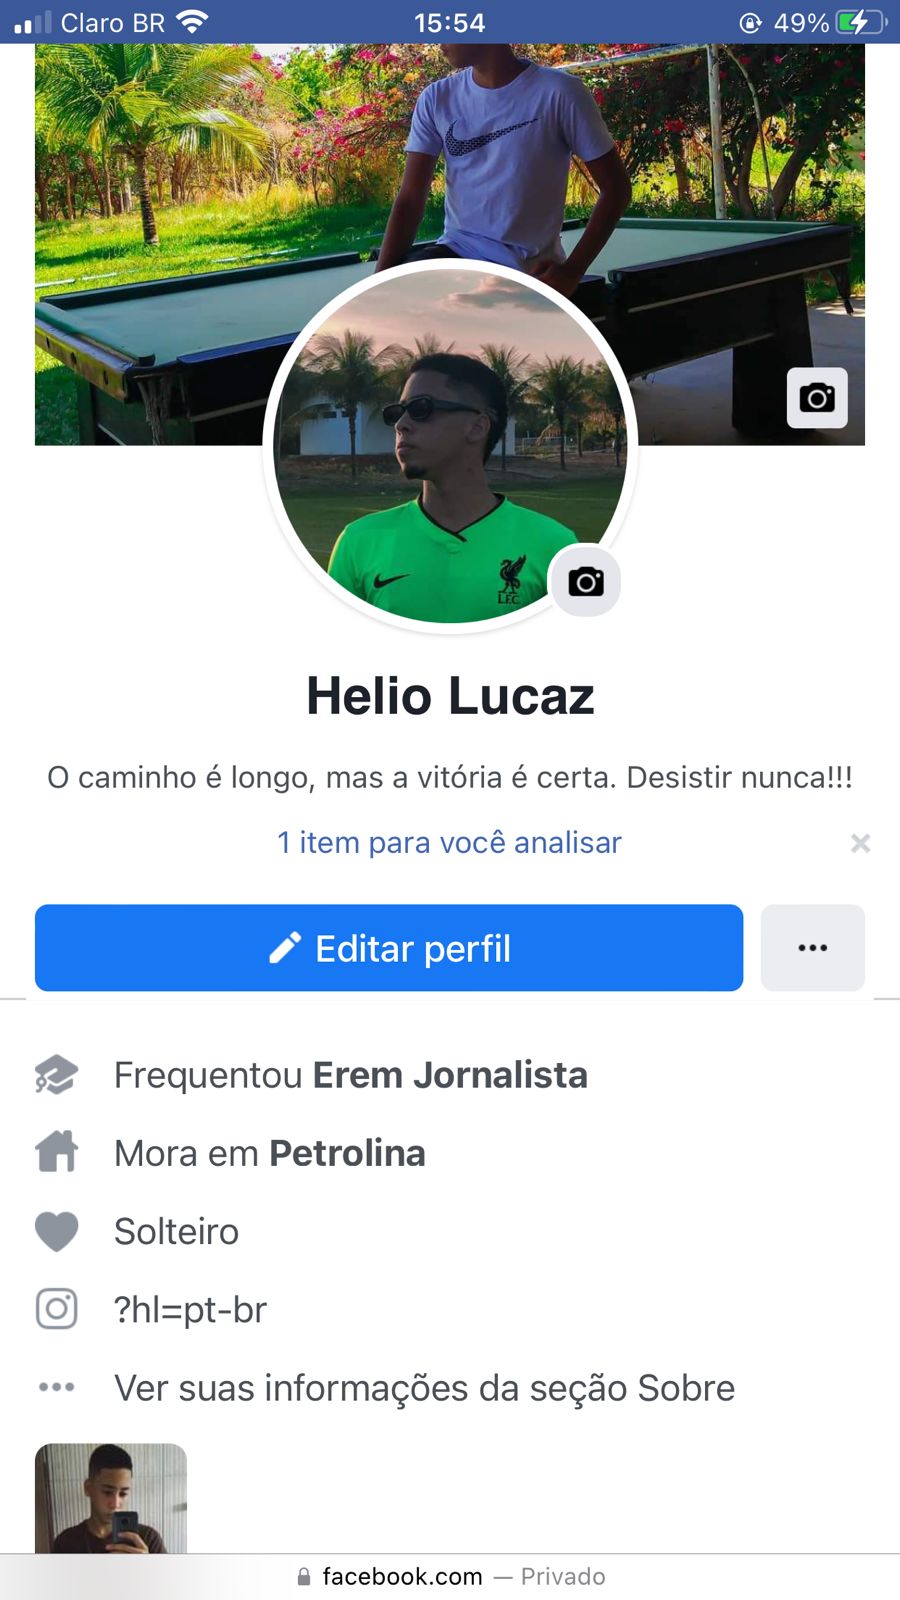 Claro BR 15:54 49%
L.F.C.
Helio Lucaz
O caminho é longo, mas a vitória é certa. Desistir nunca!!!
1 item para você analisar
Editar perfil
Frequentou Erem Jornalista
Mora em Petrolina
Solteiro
?hl=pt-br
Ver suas informações da seção Sobre
facebook.com — Privado